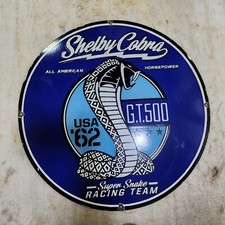 Shelby Cobra
ALL AMERICAN HORSEPOWER
G.T.500
USA
'62
Super Snake
RACING TEAM